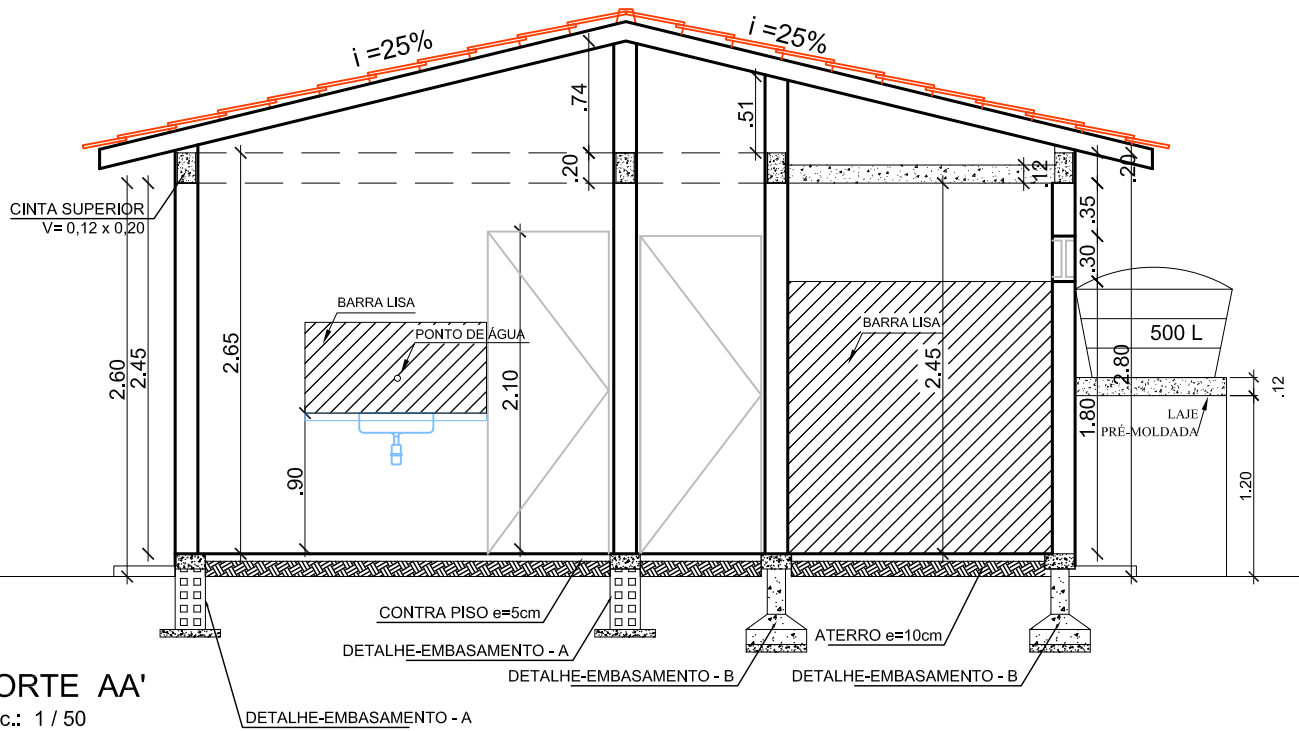 i =25%
i =25%
.74
.51
.20
.12
.20
CINTA SUPERIOR
V= 0,12 x 0,20
.35
.30
BARRA LISA
PONTO DE ÁGUA
BARRA LISA
500 L
2.60
2.45
2.65
2.10
2.45
2.80
.12
LAJE
PRÉ-MOLDADA
1.80
.90
1.20
CONTRA PISO e=5cm
ATERRO e=10cm
DETALHE-EMBASAMENTO - A
DETALHE-EMBASAMENTO - B
DETALHE-EMBASAMENTO - B
ORTE AA'
c.: 1 / 50
DETALHE-EMBASAMENTO - A